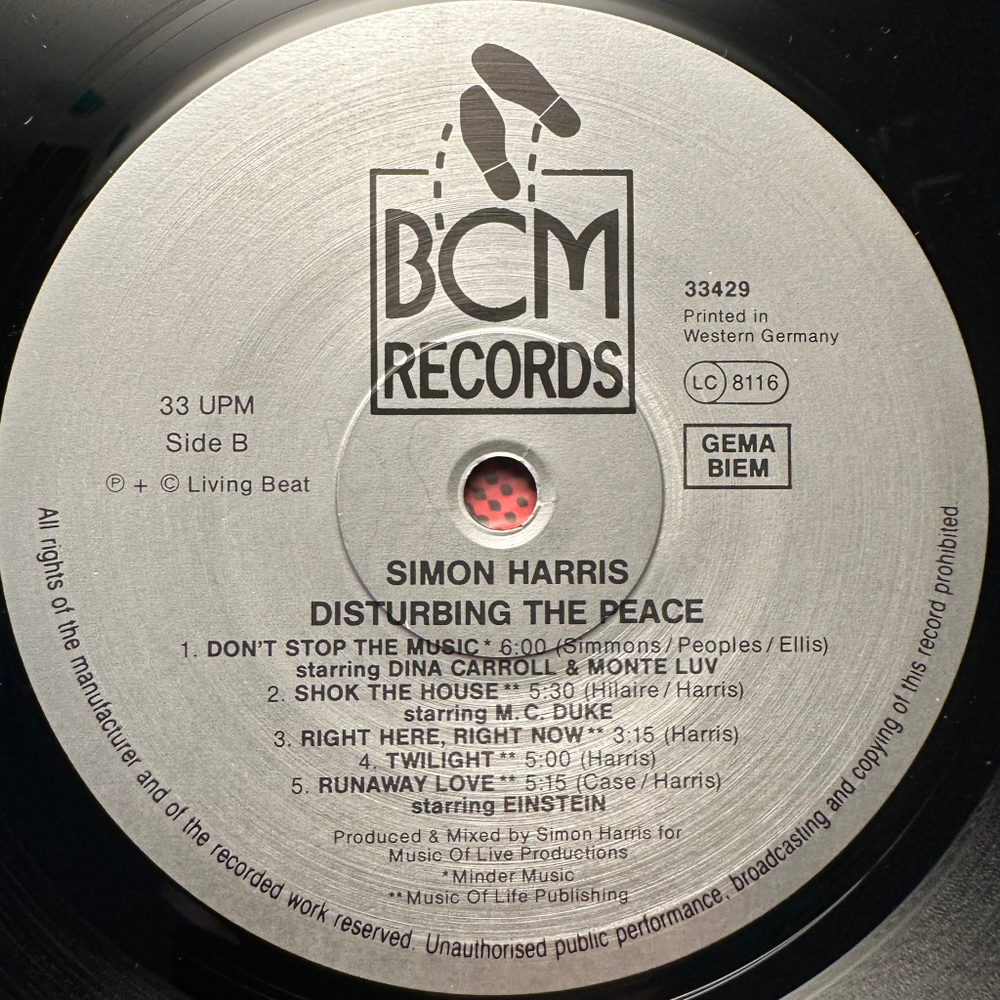 BCM
RECORDS
33429
Printed in
Western Germany
LC 8116
GEMA
BIEM
33 UPM
Side B
℗ + © Living Beat
SIMON HARRIS
DISTURBING THE PEACE
1. DON'T STOP THE MUSIC* 6:00 (Simmons/Peoples/Ellis)
starring DINA CARROLL & MONTE LUV
2. SHOK THE HOUSE** 5:30 (Hilaire/Harris)
starring M.C. DUKE
3. RIGHT HERE, RIGHT NOW** 3:15 (Harris)
4. TWILIGHT** 5:00 (Harris)
5. RUNAWAY LOVE** 5:15 (Case/Harris)
starring EINSTEIN
Produced & Mixed by Simon Harris for
Music Of Live Productions
*Minder Music
**Music Of Life Publishing
All rights of the manufacturer and of the recorded work reserved. Unauthorised public performance, broadcasting and copying of this record prohibited